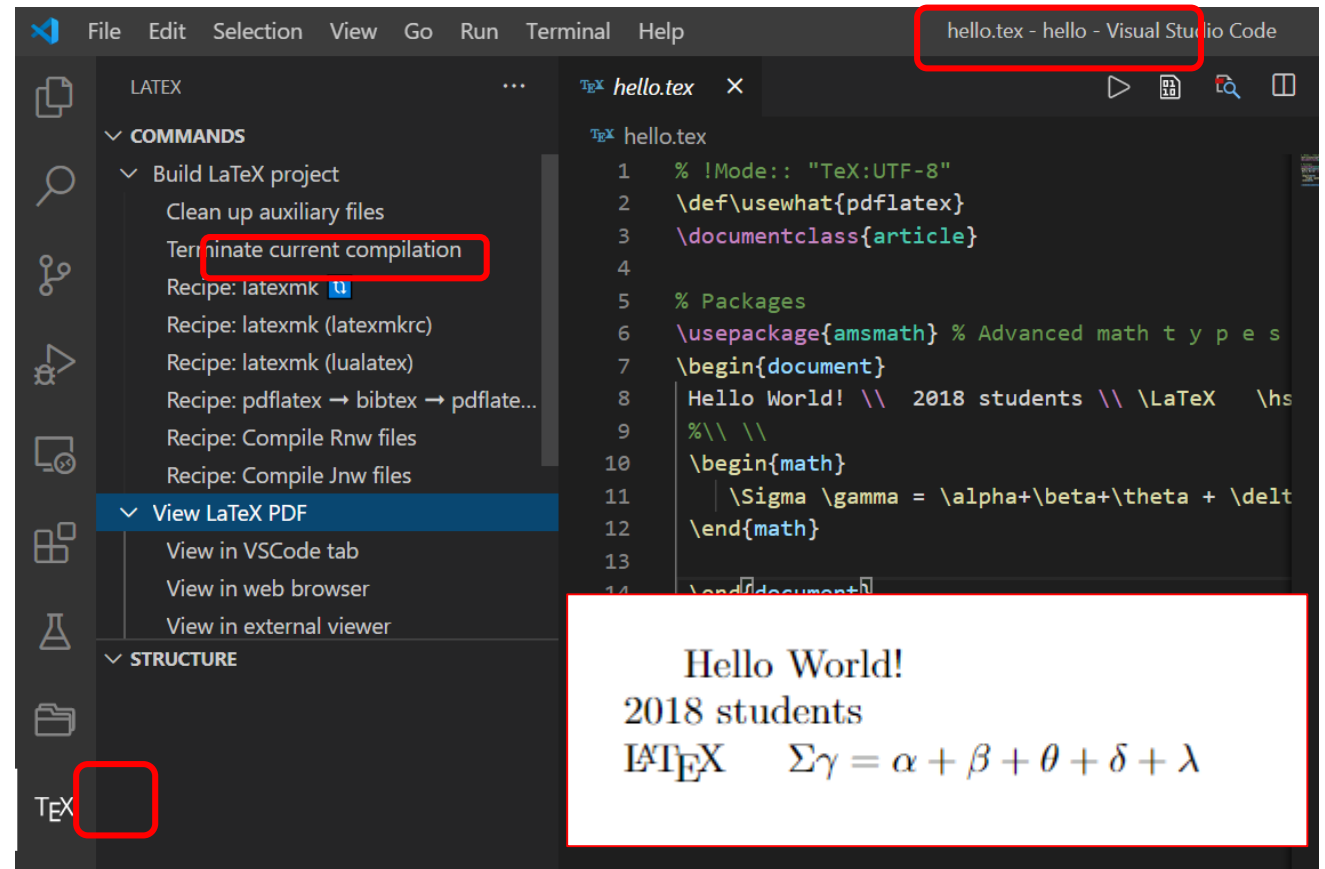 File Edit Selection View Go Run Terminal Help hello.tex - hello - Visual Studio Code
LATEX ···
COMMANDS
Build LaTeX project
Clean up auxiliary files
Terminate current compilation
Recipe: latexmk
Recipe: latexmk (latexmkrc)
Recipe: latexmk (lualatex)
Recipe: pdflatex → bibtex → pdflate...
Recipe: Compile Rnw files
Recipe: Compile Jnw files
View LaTeX PDF
View in VSCode tab
View in web browser
View in external viewer
STRUCTURE
TEX
TEX hello.tex ×
TEX hello.tex
1 % !Mode:: "TeX:UTF-8"
2 \def\usewhat{pdflatex}
3 \documentclass{article}
4
5 % Packages
6 \usepackage{amsmath} % Advanced math t y p e s
7 \begin{document}
8 Hello World! \\ 2018 students \\ \LaTeX \hs
9 %\\ \\
10 \begin{math}
11 \Sigma \gamma = \alpha+\beta+\theta + \delt
12 \end{math}
13
14 \end{document}
Hello World!
2018 students
LATEX Σγ = α + β + θ + δ + λ